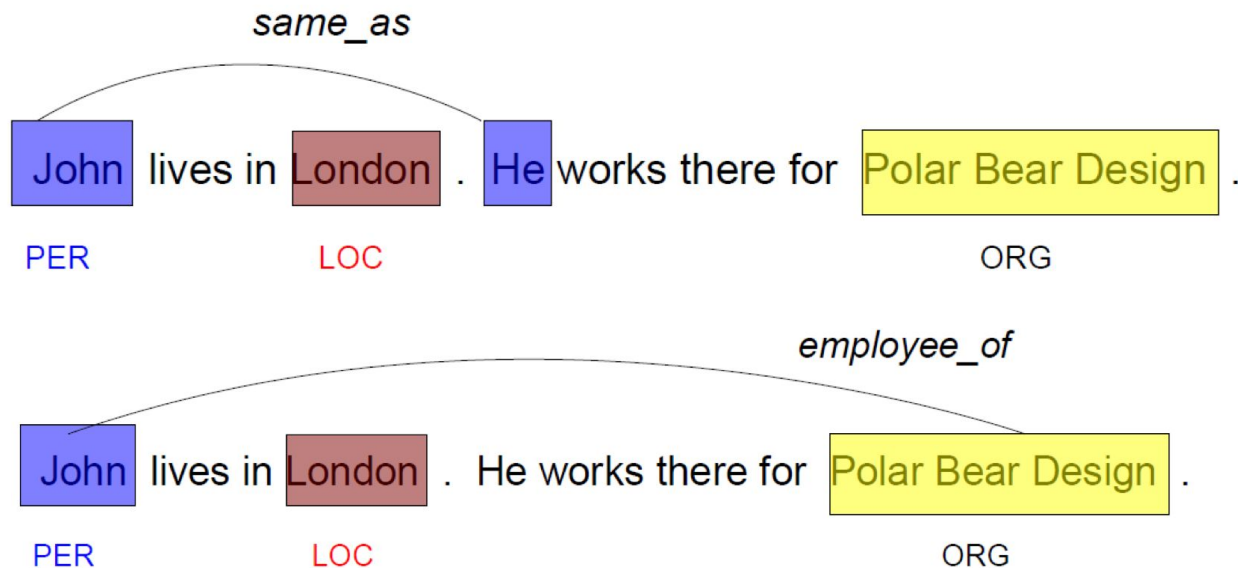 same_as
John lives in London . He works there for Polar Bear Design .
PER LOC ORG
employee_of
John lives in London . He works there for Polar Bear Design .
PER LOC ORG